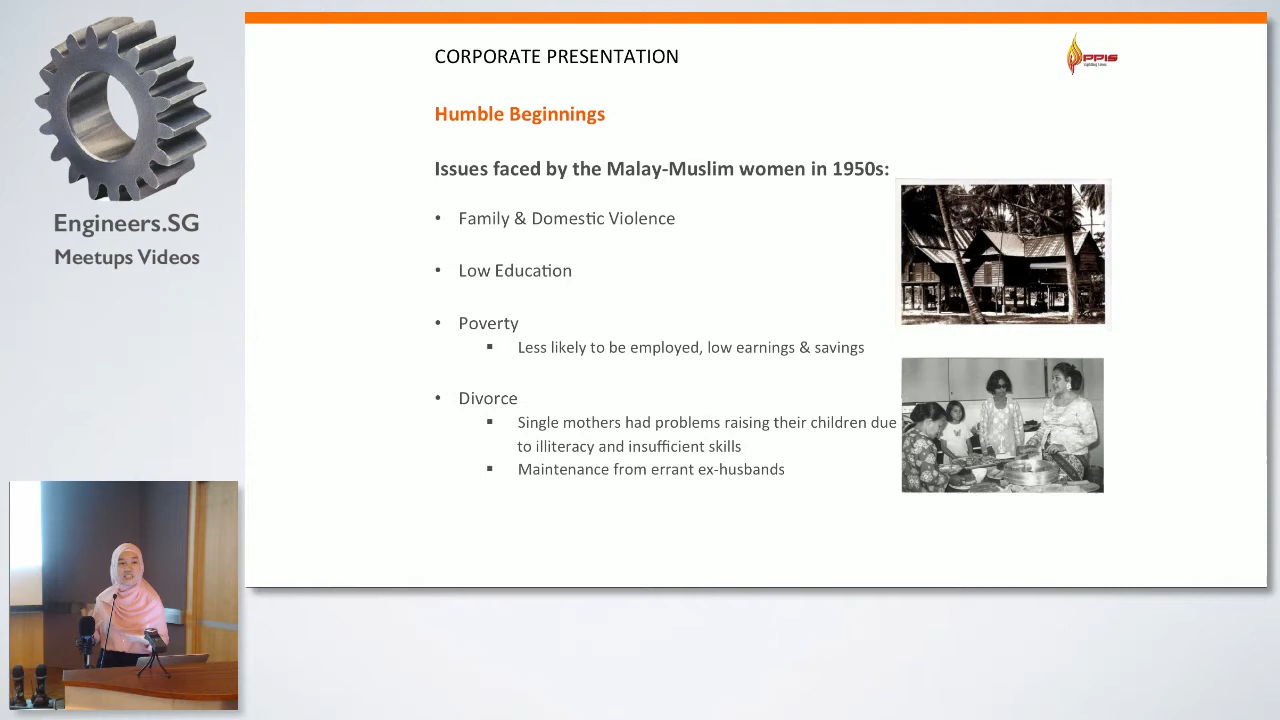 Engineers.SG
Meetups Videos
CORPORATE PRESENTATION
PPIS
Humble Beginnings
Issues faced by the Malay-Muslim women in 1950s:
• Family & Domestic Violence
• Low Education
• Poverty
▪ Less likely to be employed, low earnings & savings
• Divorce
▪ Single mothers had problems raising their children due
to illiteracy and insufficient skills
▪ Maintenance from errant ex-husbands